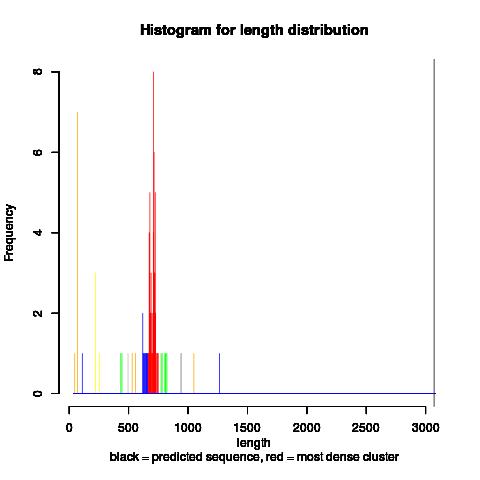 Histogram for length distribution
8
6
4
2
0
Frequency
0 500 1000 1500 2000 2500 3000
length
black = predicted sequence, red = most dense cluster